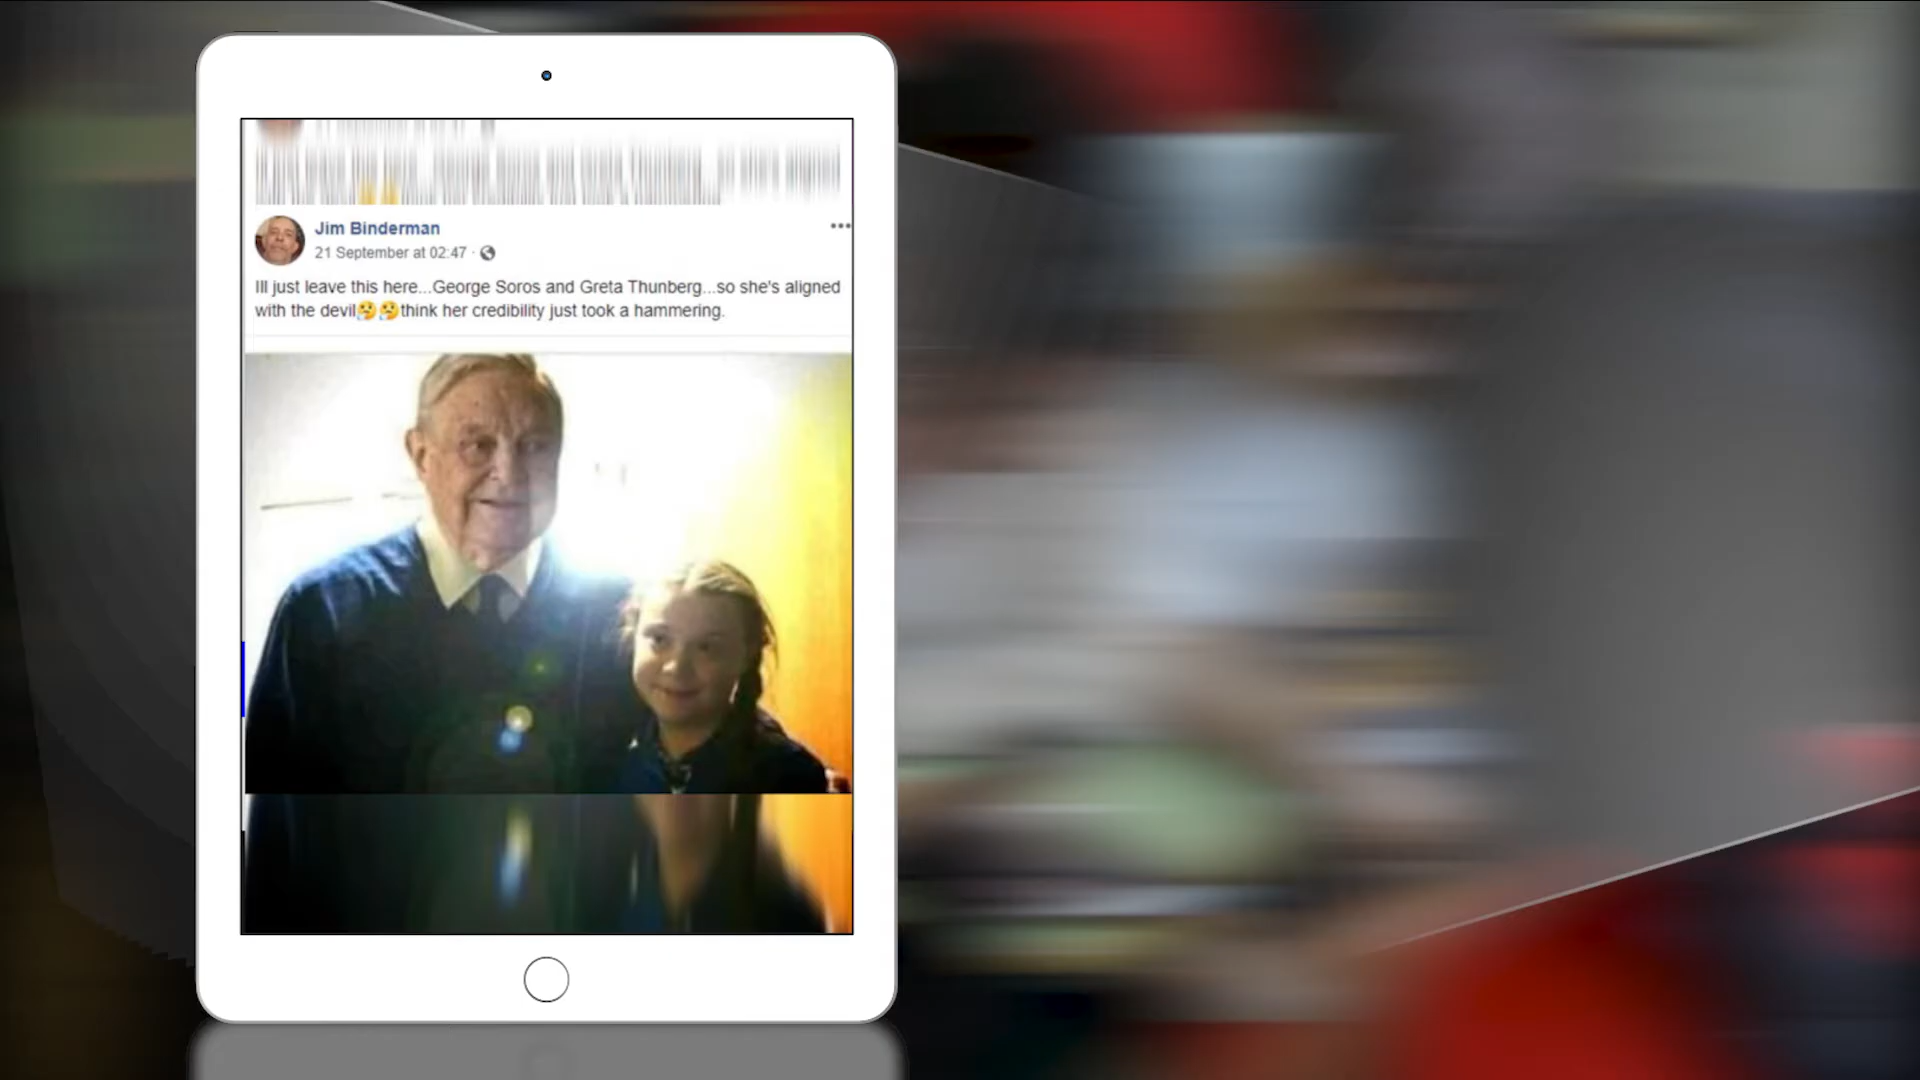 Jim Binderman
21 September at 02:47 ·
Ill just leave this here...George Soros and Greta Thunberg...so she's aligned
with the devil🤔🤔think her credibility just took a hammering.